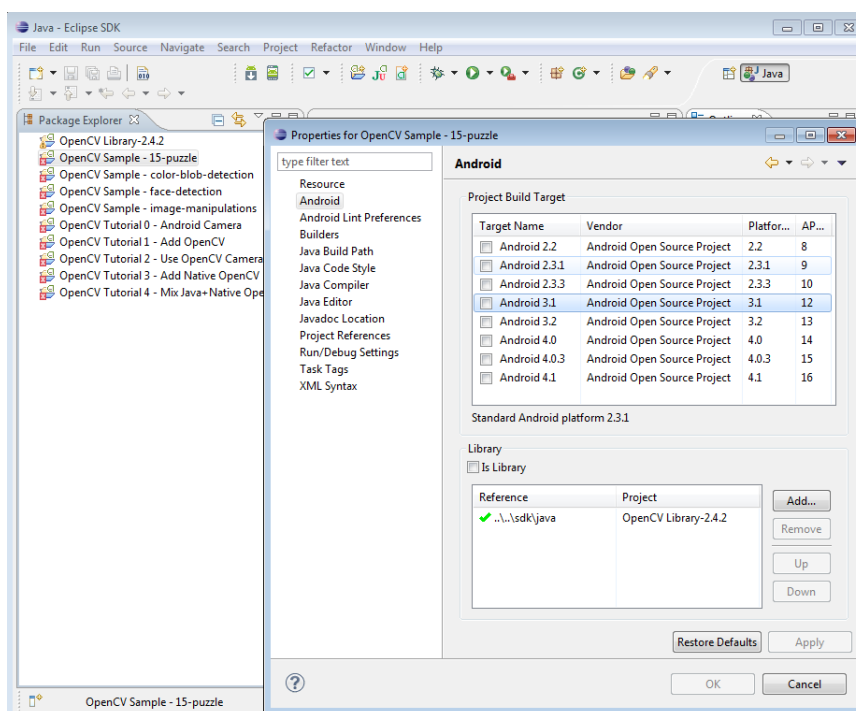 Java - Eclipse SDK
File Edit Run Source Navigate Search Project Refactor Window Help
Java
Package Explorer
OpenCV Library-2.4.2
OpenCV Sample - 15-puzzle
OpenCV Sample - color-blob-detection
OpenCV Sample - face-detection
OpenCV Sample - image-manipulations
OpenCV Tutorial 0 - Android Camera
OpenCV Tutorial 1 - Add OpenCV
OpenCV Tutorial 2 - Use OpenCV Camera
OpenCV Tutorial 3 - Add Native OpenCV
OpenCV Tutorial 4 - Mix Java+Native Ope
OpenCV Sample - 15-puzzle
Properties for OpenCV Sample - 15-puzzle
type filter text
Resource
Android
Android Lint Preferences
Builders
Java Build Path
Java Code Style
Java Compiler
Java Editor
Javadoc Location
Project References
Run/Debug Settings
Task Tags
XML Syntax
Android
Project Build Target
Target Name Vendor Platfor... AP...
Android 2.2 Android Open Source Project 2.2 8
Android 2.3.1 Android Open Source Project 2.3.1 9
Android 2.3.3 Android Open Source Project 2.3.3 10
Android 3.1 Android Open Source Project 3.1 12
Android 3.2 Android Open Source Project 3.2 13
Android 4.0 Android Open Source Project 4.0 14
Android 4.0.3 Android Open Source Project 4.0.3 15
Android 4.1 Android Open Source Project 4.1 16
Standard Android platform 2.3.1
Library
Is Library
Reference Project
..\..\sdk\java OpenCV Library-2.4.2
Add...
Remove
Up
Down
Restore Defaults Apply
OK Cancel